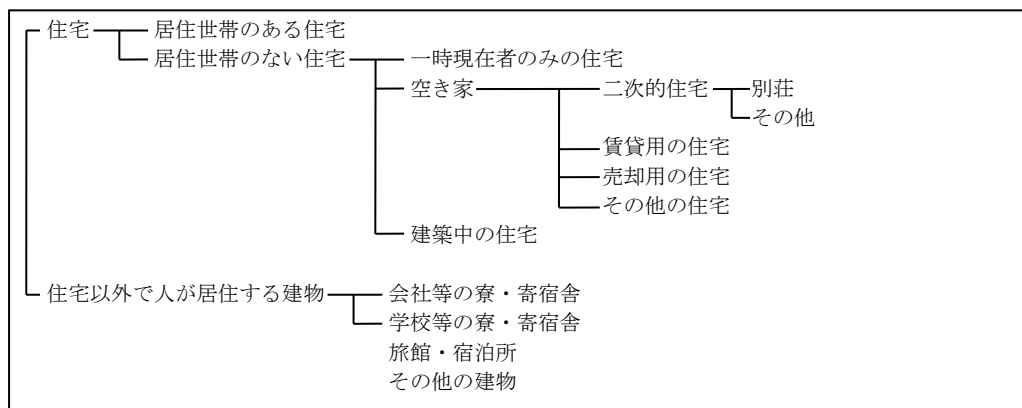 住宅 居住世帯のある住宅
居住世帯のない住宅 一時現在者のみの住宅
空き家 二次的住宅 別荘
その他
賃貸用の住宅
売却用の住宅
その他の住宅
建築中の住宅
住宅以外で人が居住する建物 会社等の寮・寄宿舎
学校等の寮・寄宿舎
旅館・宿泊所
その他の建物